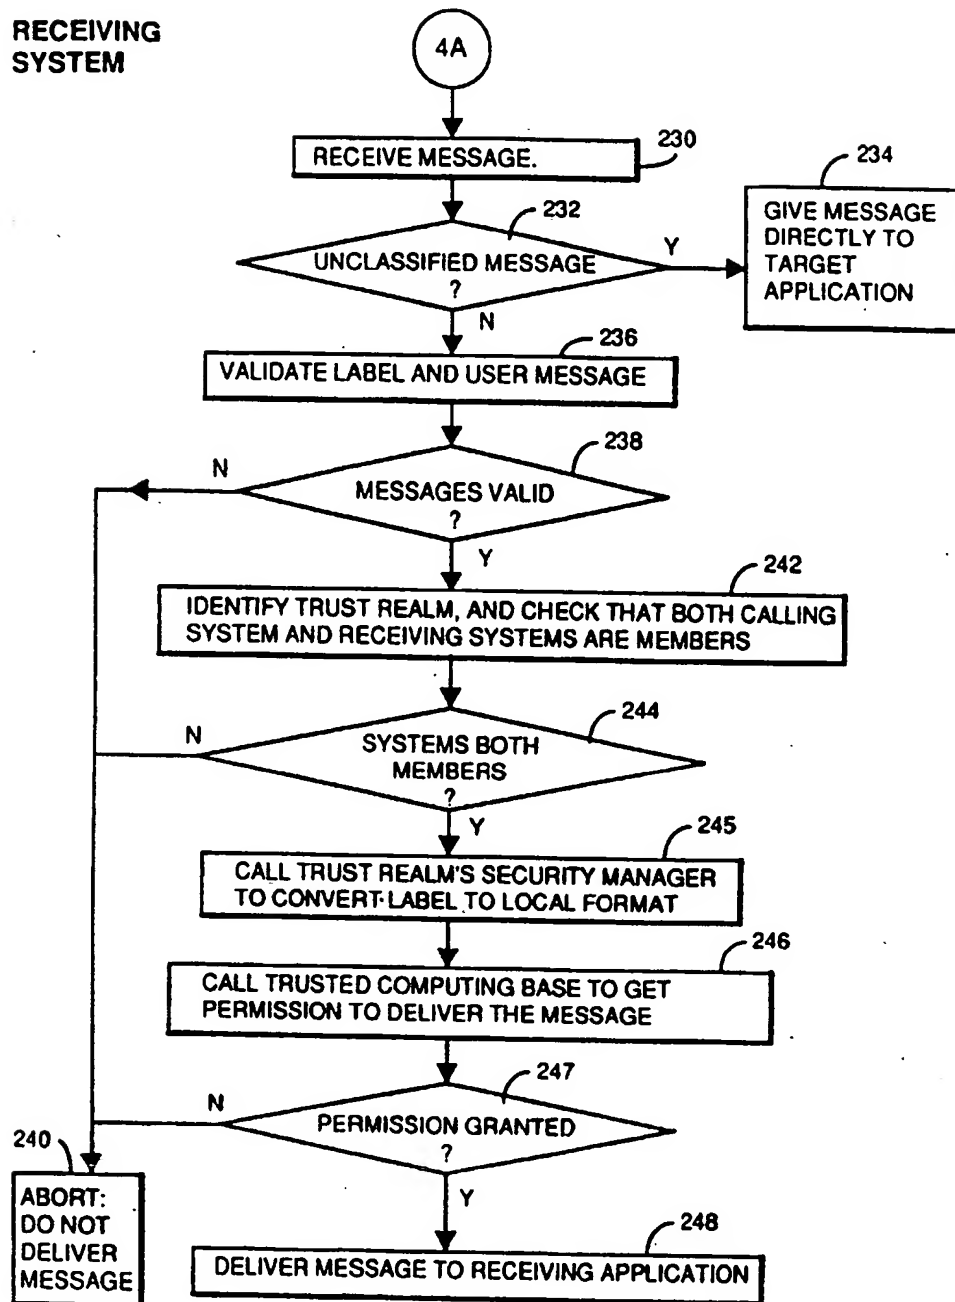 RECEIVING
SYSTEM
4A
230
RECEIVE MESSAGE.
234
232
GIVE MESSAGE
DIRECTLY TO
TARGET
APPLICATION
UNCLASSIFIED MESSAGE
?
Y
N
236
VALIDATE LABEL AND USER MESSAGE
238
N
MESSAGES VALID
?
Y
242
IDENTIFY TRUST REALM, AND CHECK THAT BOTH CALLING
SYSTEM AND RECEIVING SYSTEMS ARE MEMBERS
244
N
SYSTEMS BOTH
MEMBERS
?
Y
245
CALL TRUST REALM'S SECURITY MANAGER
TO CONVERT LABEL TO LOCAL FORMAT
246
CALL TRUSTED COMPUTING BASE TO GET
PERMISSION TO DELIVER THE MESSAGE
247
N
PERMISSION GRANTED
?
Y
240
ABORT:
DO NOT
DELIVER
MESSAGE
248
DELIVER MESSAGE TO RECEIVING APPLICATION